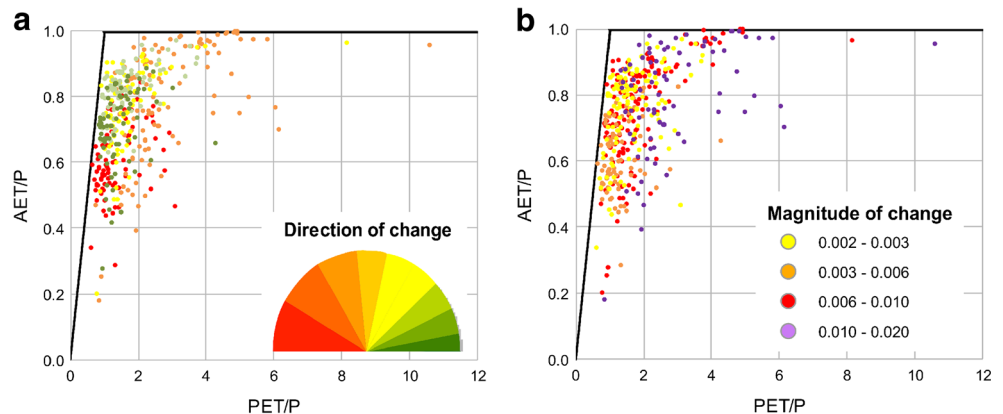 a
1.0
0.8
0.6
0.4
0.2
0.0
AET/P
Direction of change
0 2 4 6 8 10 12
PET/P
b
1.0
0.8
0.6
0.4
0.2
0.0
AET/P
Magnitude of change
0.002 - 0.003
0.003 - 0.006
0.006 - 0.010
0.010 - 0.020
0 2 4 6 8 10 12
PET/P